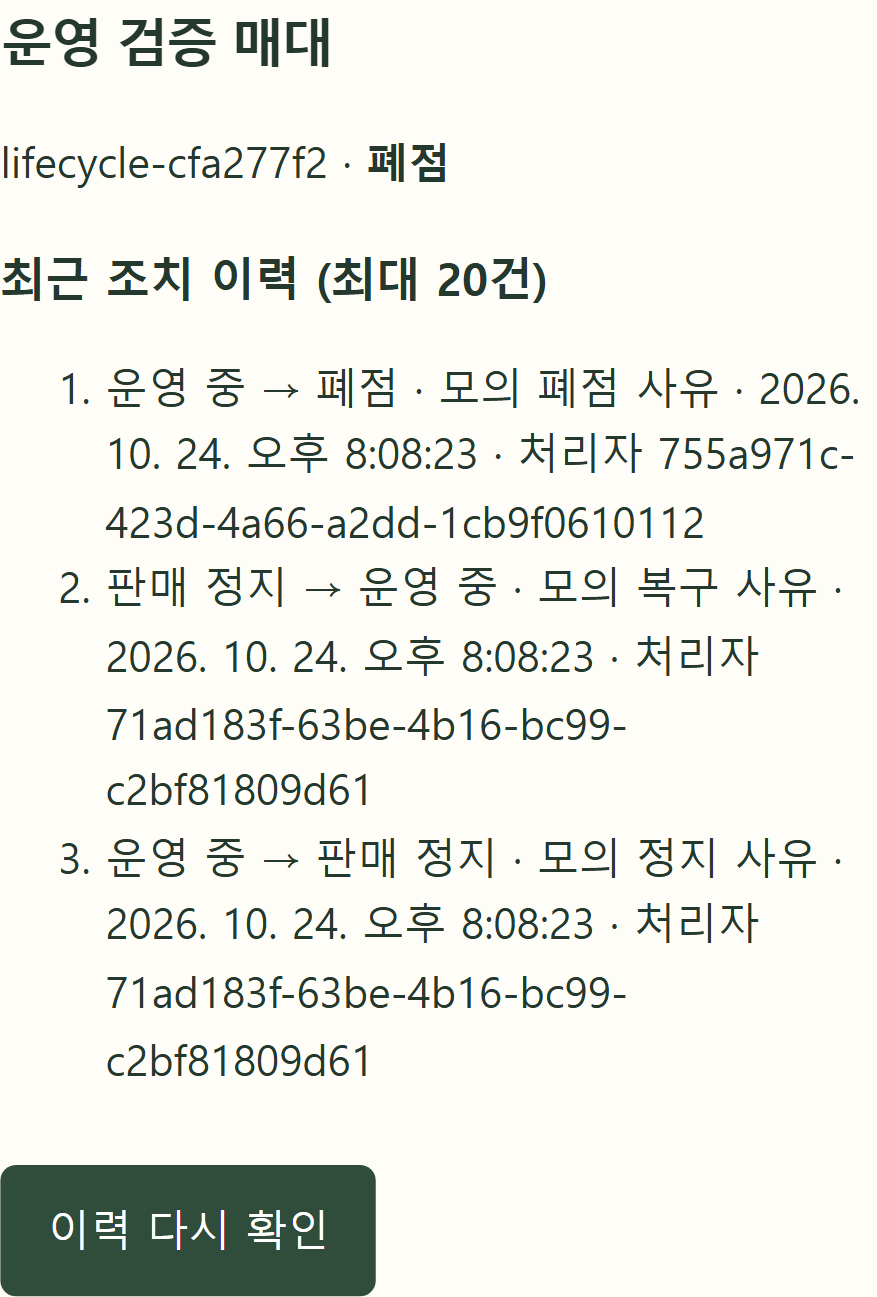 운영 검증 매대
lifecycle-cfa277f2 · 폐점
최근 조치 이력 (최대 20건)
1. 운영 중 → 폐점 · 모의 폐점 사유 · 2026.
10. 24. 오후 8:08:23 · 처리자 755a971c-
423d-4a66-a2dd-1cb9f0610112
2. 판매 정지 → 운영 중 · 모의 복구 사유 ·
2026. 10. 24. 오후 8:08:23 · 처리자
71ad183f-63be-4b16-bc99-
c2bf81809d61
3. 운영 중 → 판매 정지 · 모의 정지 사유 ·
2026. 10. 24. 오후 8:08:23 · 처리자
71ad183f-63be-4b16-bc99-
c2bf81809d61
이력 다시 확인